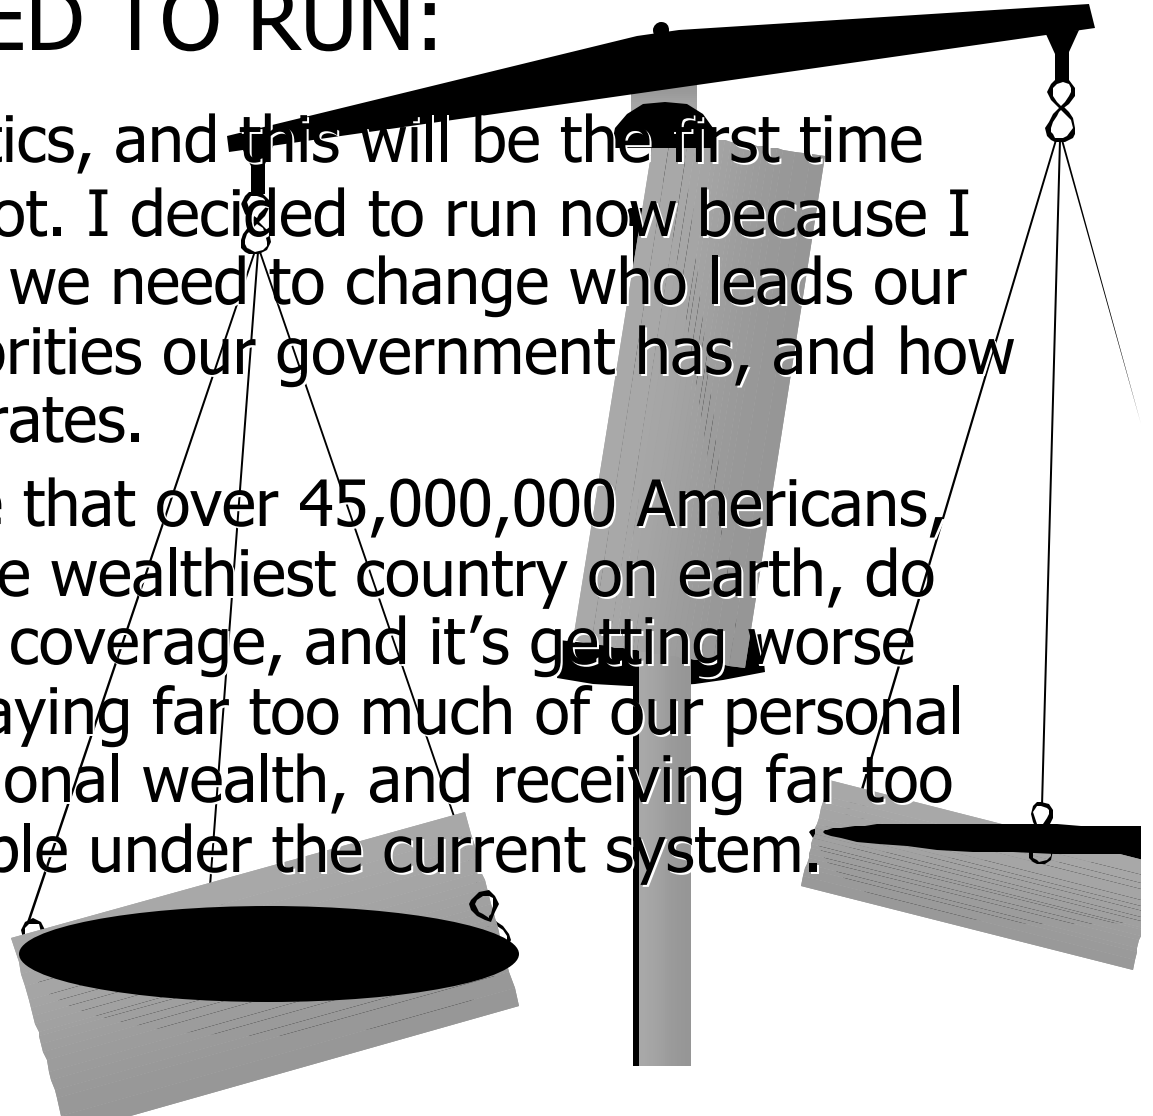 ED TO RUN:
tics, and this will be the first time
ot. I decided to run now because I
we need to change who leads our
orities our government has, and how
rates.
e that over 45,000,000 Americans,
e wealthiest country on earth, do
coverage, and it’s getting worse
aying far too much of our personal
onal wealth, and receiving far too
ple under the current system.